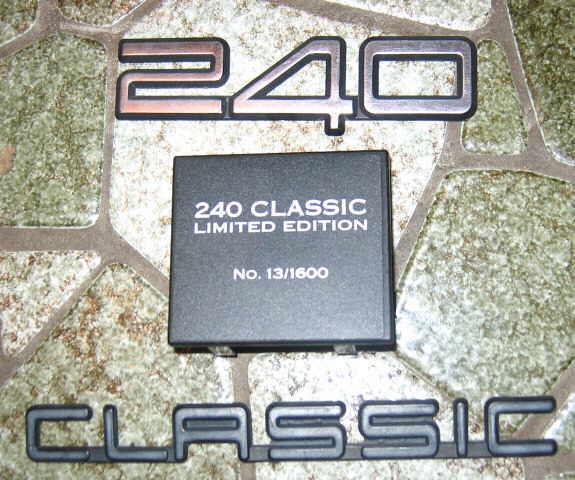 240
240 CLASSIC
LIMITED EDITION
No. 13/1600
CLASSIC